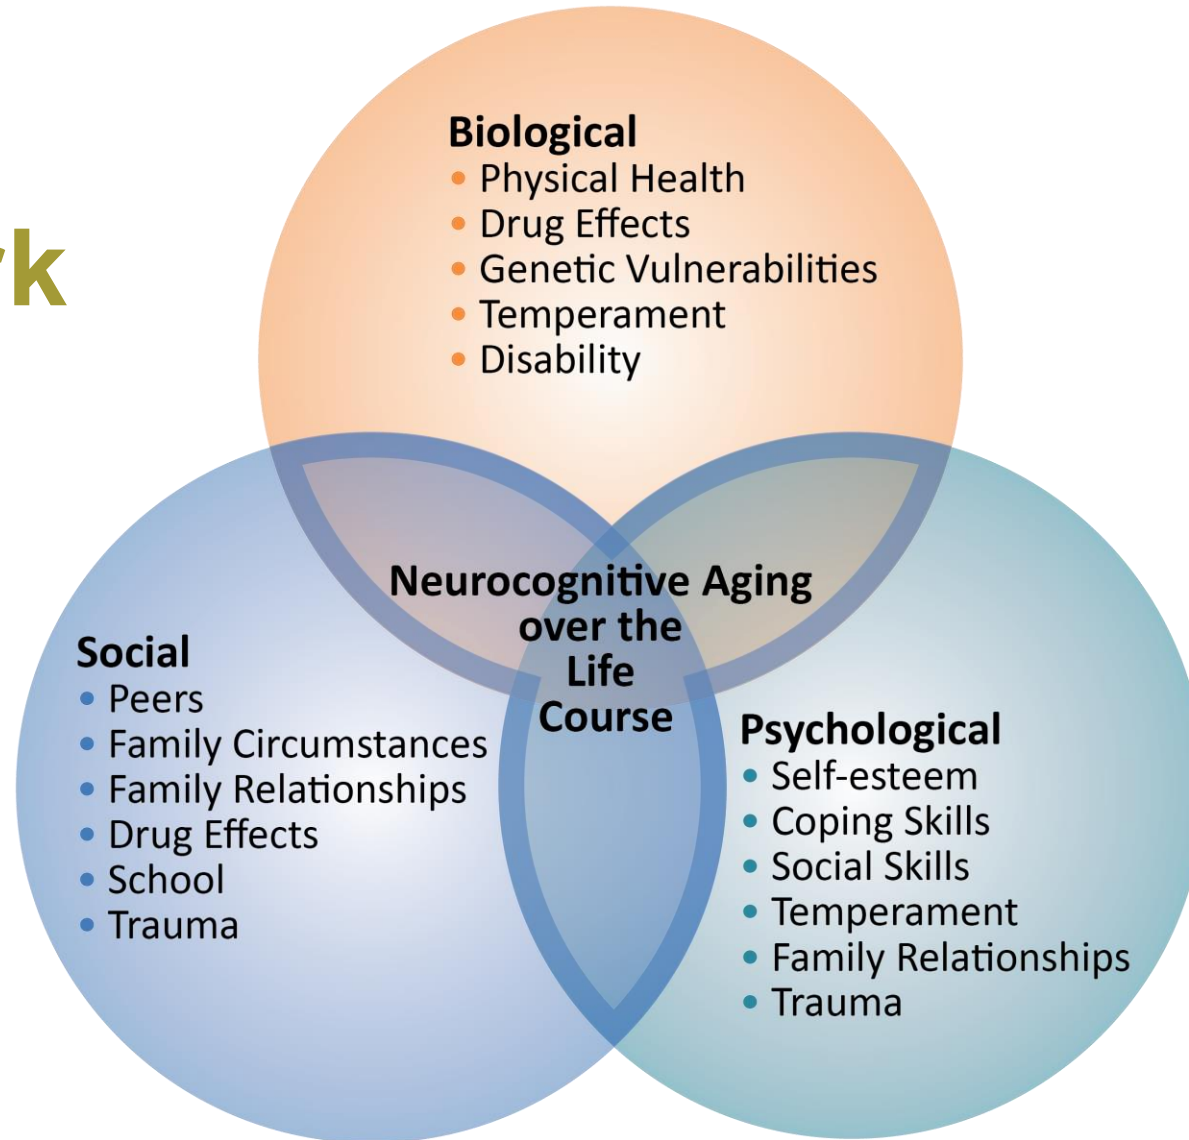 rk
Biological
• Physical Health
• Drug Effects
• Genetic Vulnerabilities
• Temperament
• Disability
Neurocognitive Aging
over the
Life
Course
Social
• Peers
• Family Circumstances
• Family Relationships
• Drug Effects
• School
• Trauma
Psychological
• Self-esteem
• Coping Skills
• Social Skills
• Temperament
• Family Relationships
• Trauma